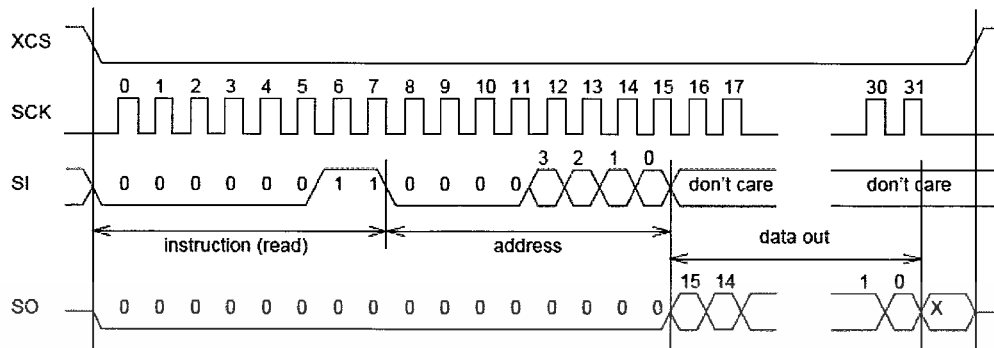 XCS
0 1 2 3 4 5 6 7 8 9 10 11 12 13 14 15 16 17 30 31
SCK
3 2 1 0
SI 0 0 0 0 0 0 1 1 0 0 0 0 don't care don't care
instruction (read) address data out
15 14 1 0
SO 0 0 0 0 0 0 0 0 0 0 0 0 0 0 0 0 X